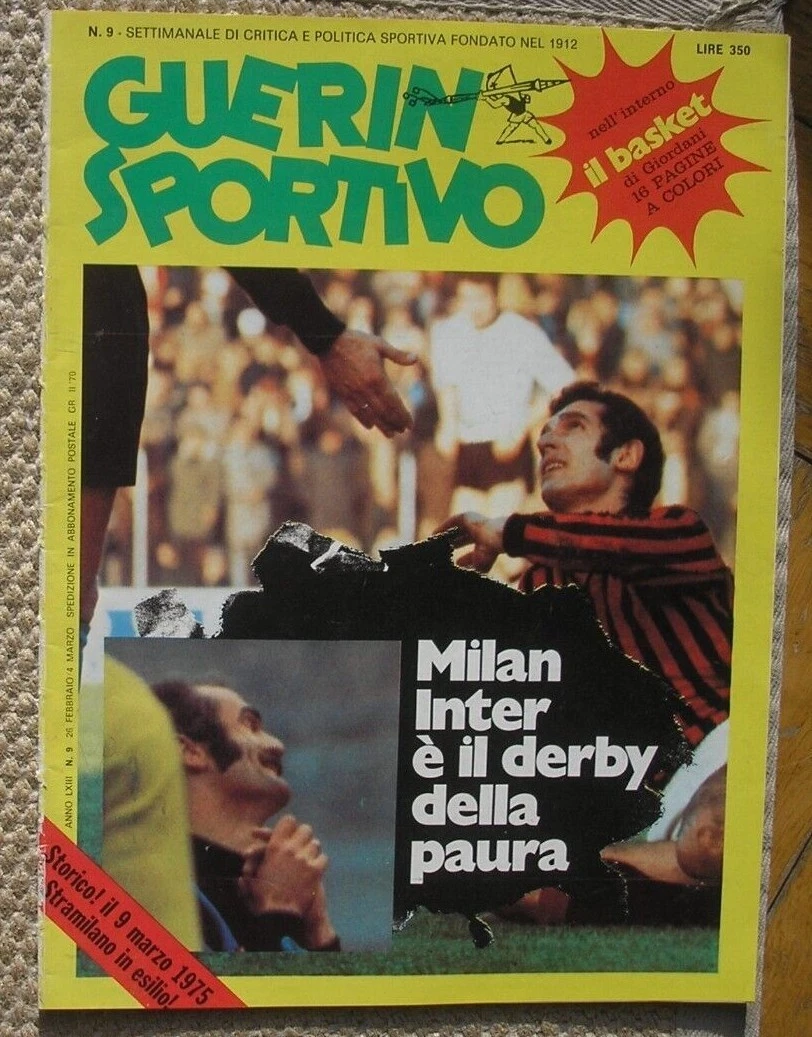 N. 9 - SETTIMANALE DI CRITICA E POLITICA SPORTIVA FONDATO NEL 1912
LIRE 350
GUERIN
SPORTIVO
nell'interno
il basket
di Giordani
16 PAGINE
A COLORI
ANNO LXIII N. 9 26 FEBBRAIO/4 MARZO SPEDIZIONE IN ABBONAMENTO POSTALE GR II/70
Milan
Inter
è il derby
della
paura
Storico! il 9 marzo 1975
Stramilano in esilio!